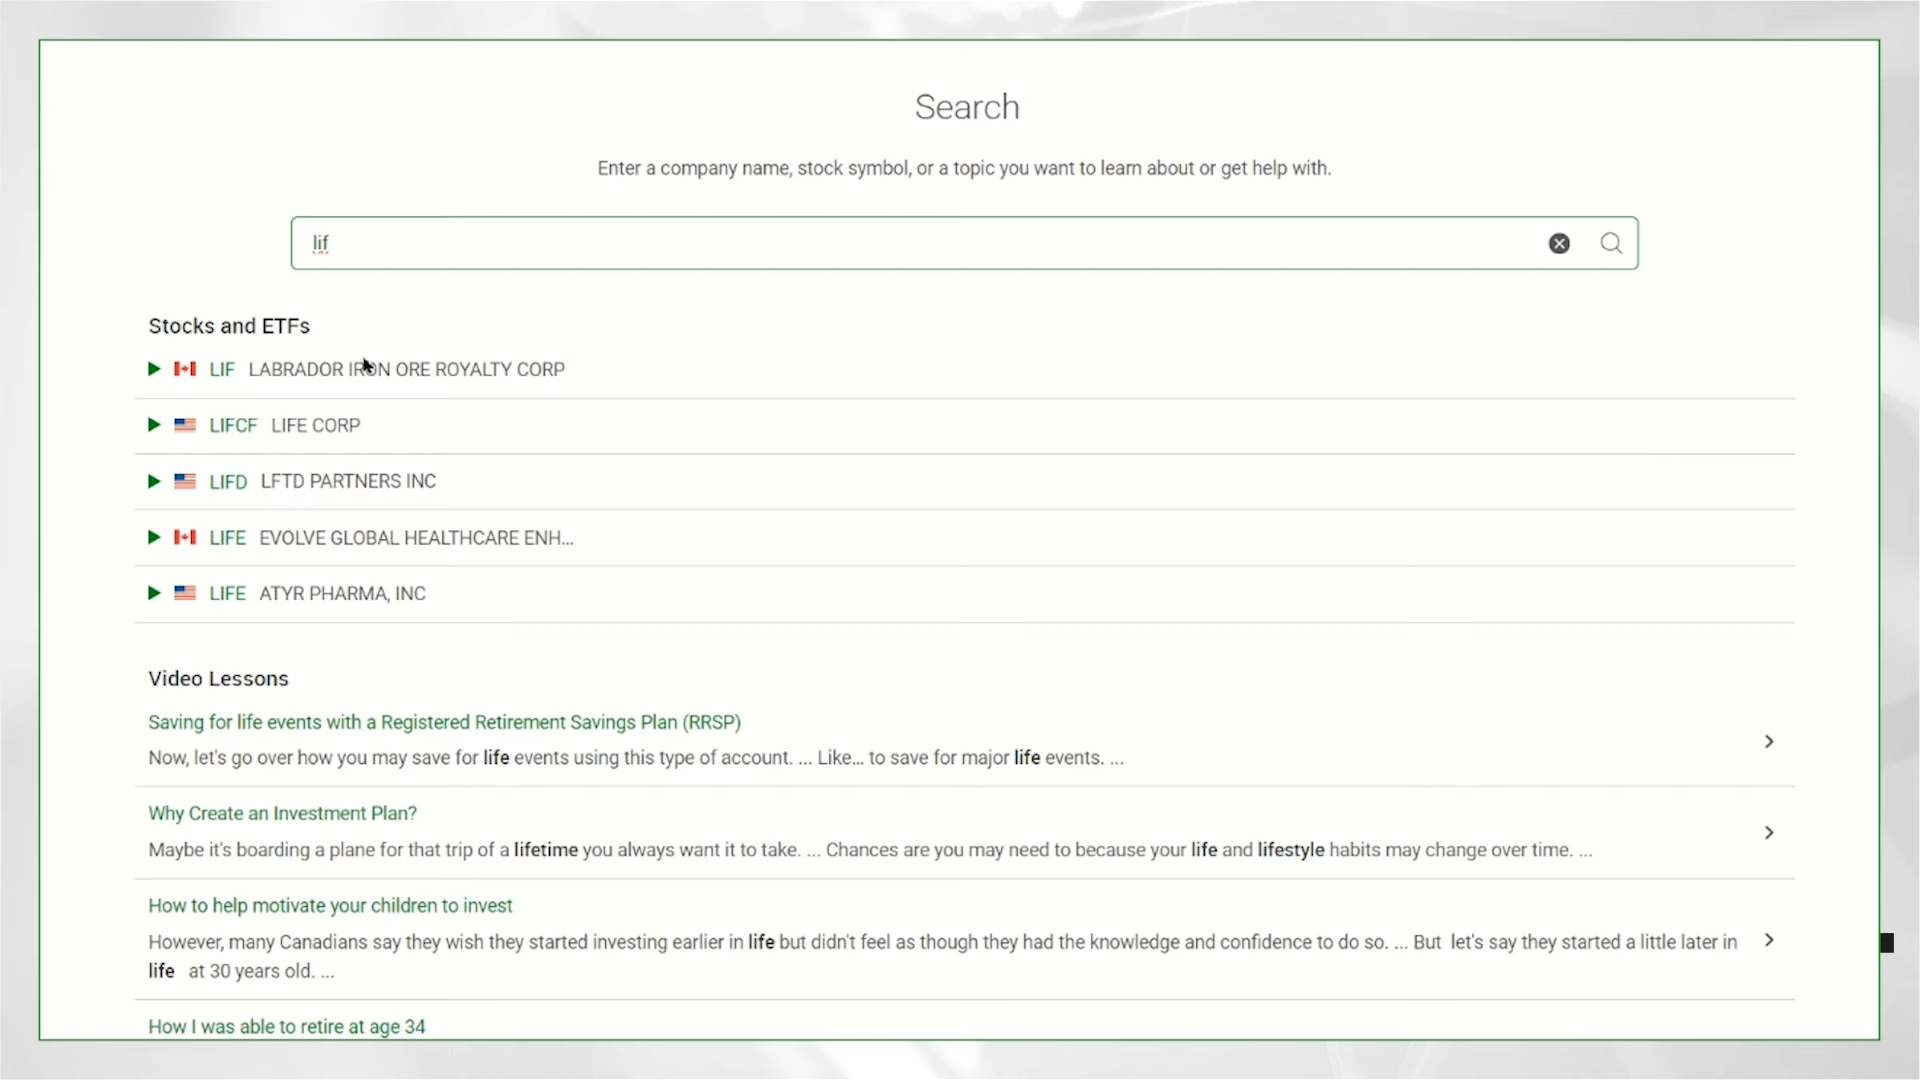 Search
Enter a company name, stock symbol, or a topic you want to learn about or get help with.
lif
Stocks and ETFs
LIF LABRADOR IRON ORE ROYALTY CORP
LIFCF LIFE CORP
LIFD LFTD PARTNERS INC
LIFE EVOLVE GLOBAL HEALTHCARE ENH...
LIFE ATYR PHARMA, INC
Video Lessons
Saving for life events with a Registered Retirement Savings Plan (RRSP)
Now, let's go over how you may save for life events using this type of account. ... Like... to save for major life events. ...
Why Create an Investment Plan?
Maybe it's boarding a plane for that trip of a lifetime you always want it to take. ... Chances are you may need to because your life and lifestyle habits may change over time. ...
How to help motivate your children to invest
However, many Canadians say they wish they started investing earlier in life but didn't feel as though they had the knowledge and confidence to do so. ... But let's say they started a little later in
life at 30 years old. ...
How I was able to retire at age 34